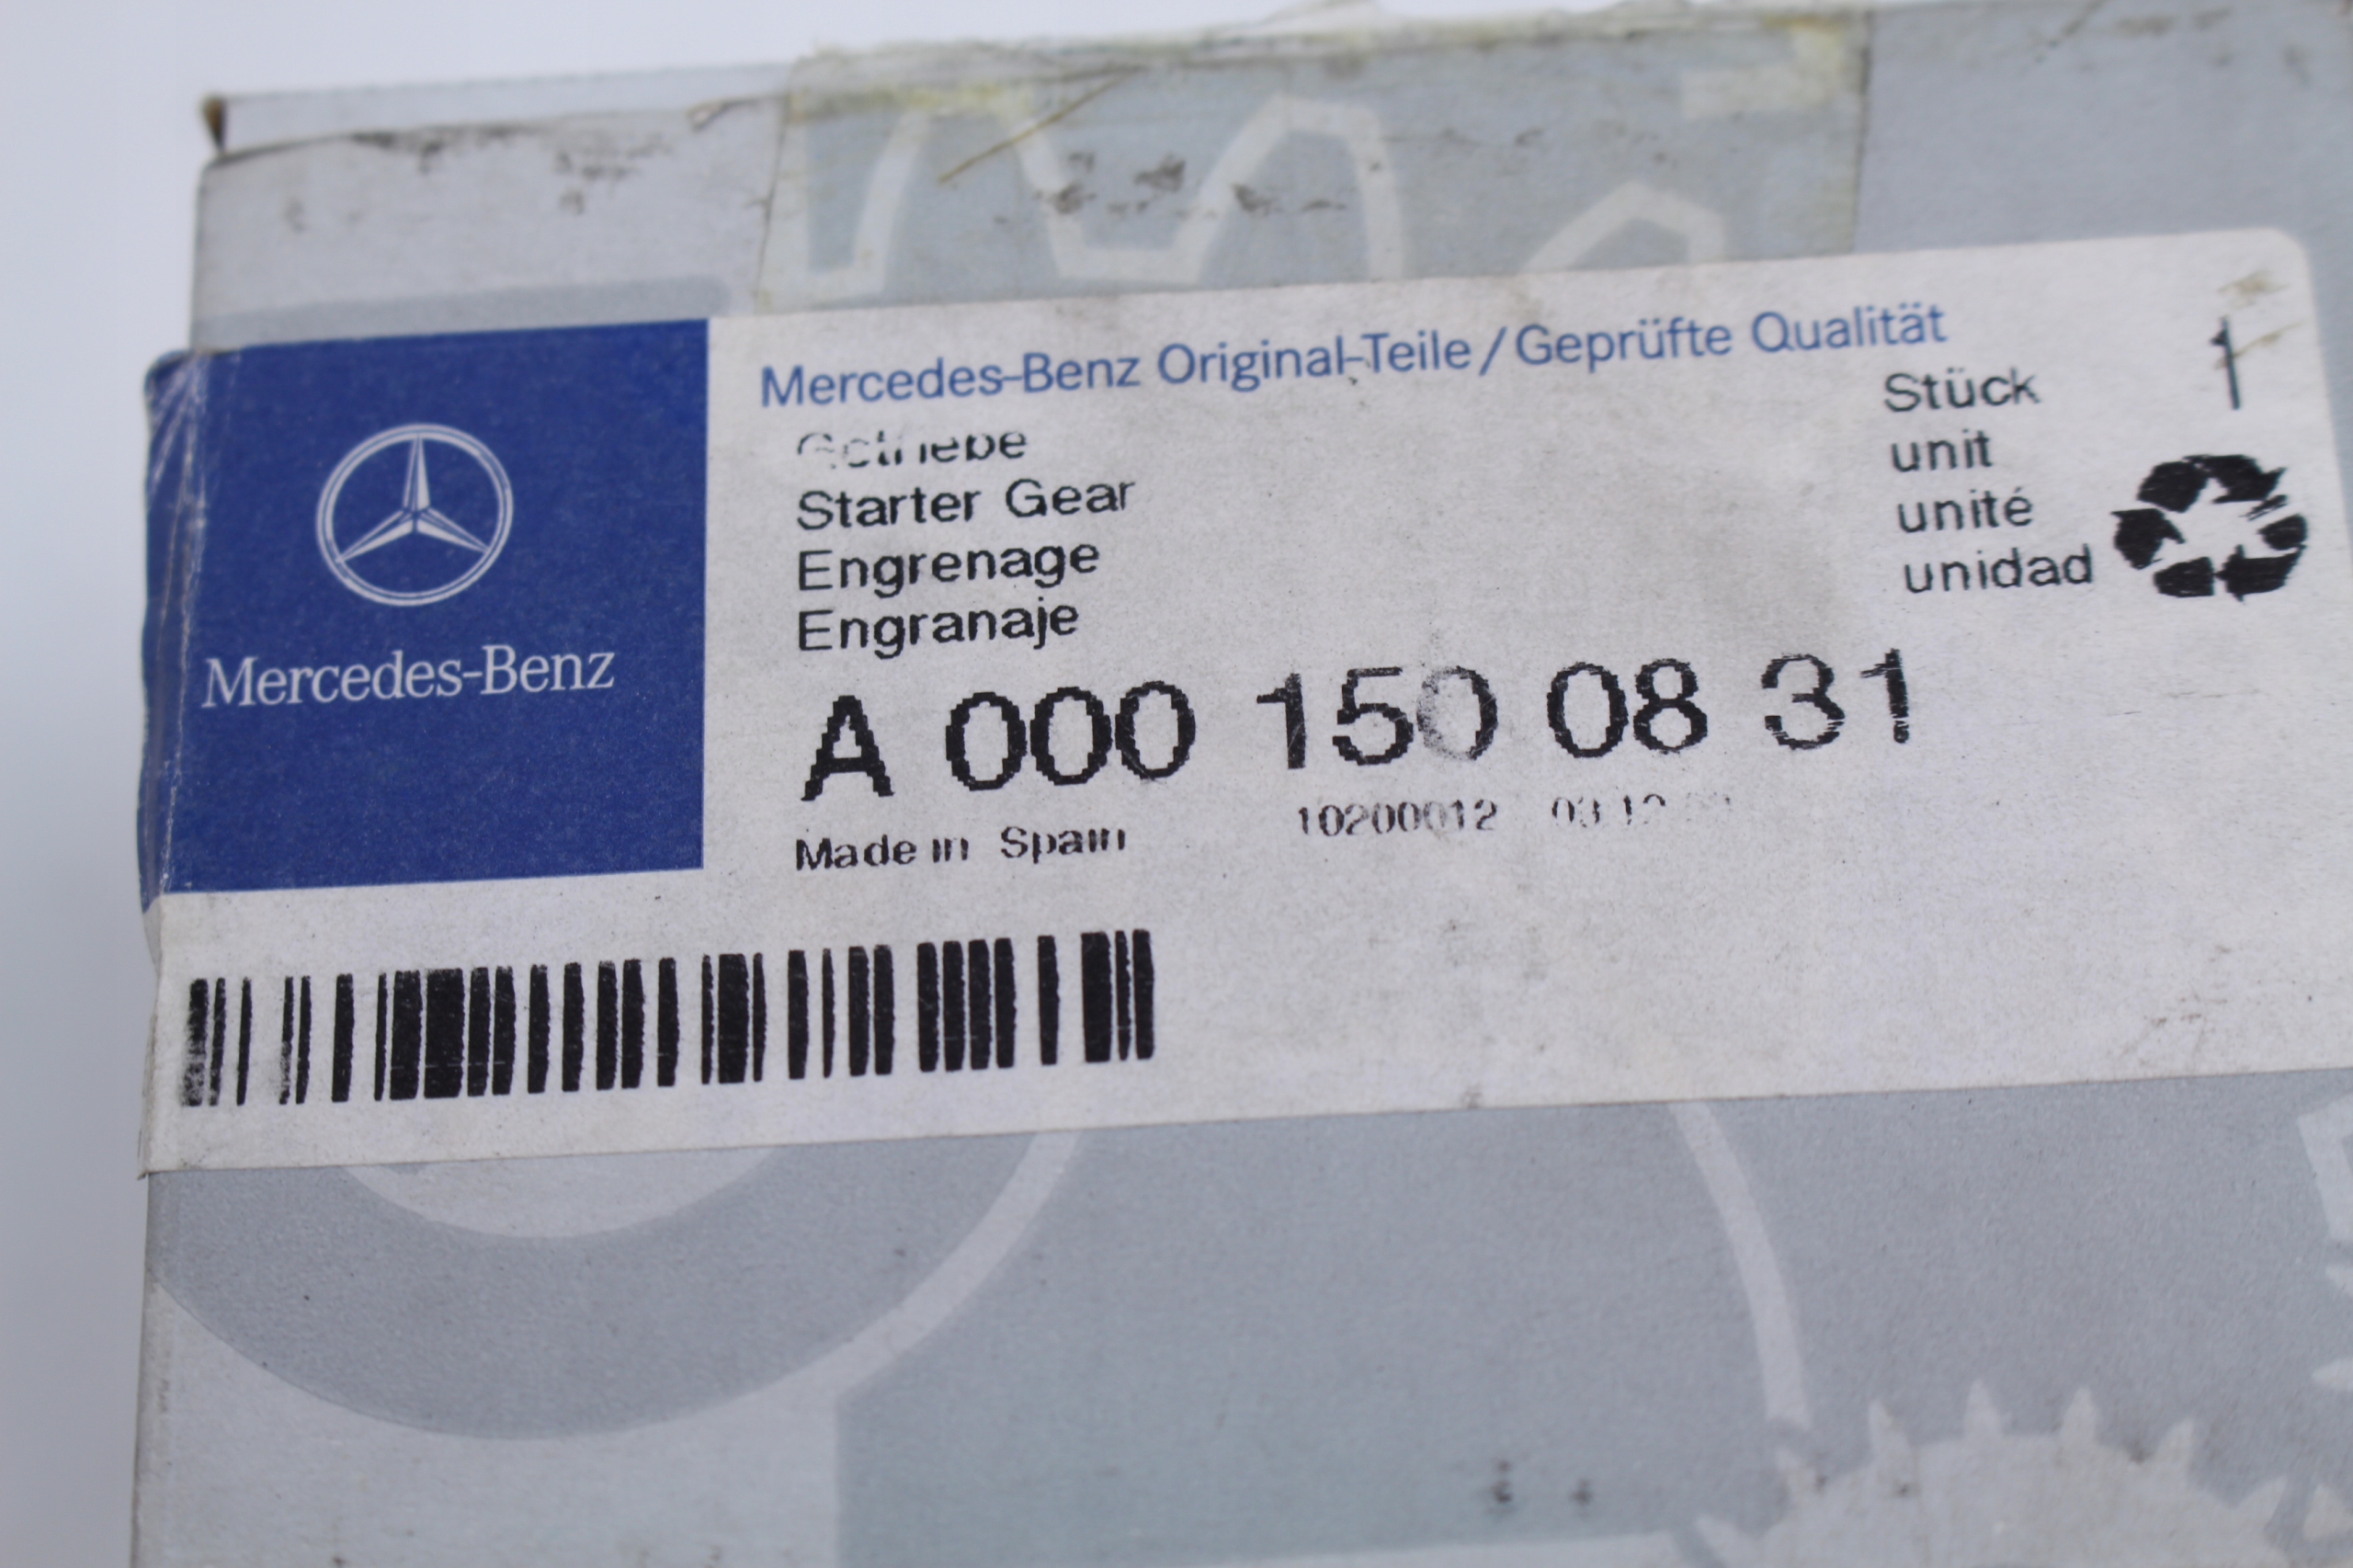 Mercedes-Benz Original-Teile / Geprüfte Qualität
Getriebe
Starter Gear
Engrenage
Engranaje
Stück 1
unit
unité
unidad
Mercedes-Benz
A 000 150 08 31
Made in Spain 10200012